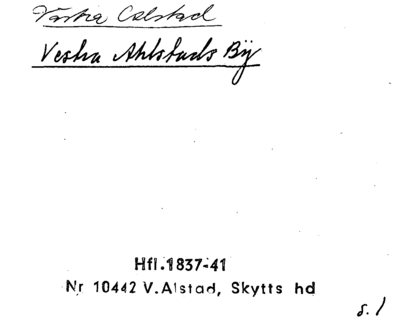 Västra Alstad
Vestra Ahlstads Bÿ
Hfl.1837-41
Nr 10442 V.Alstad, Skytts hd
s. 1